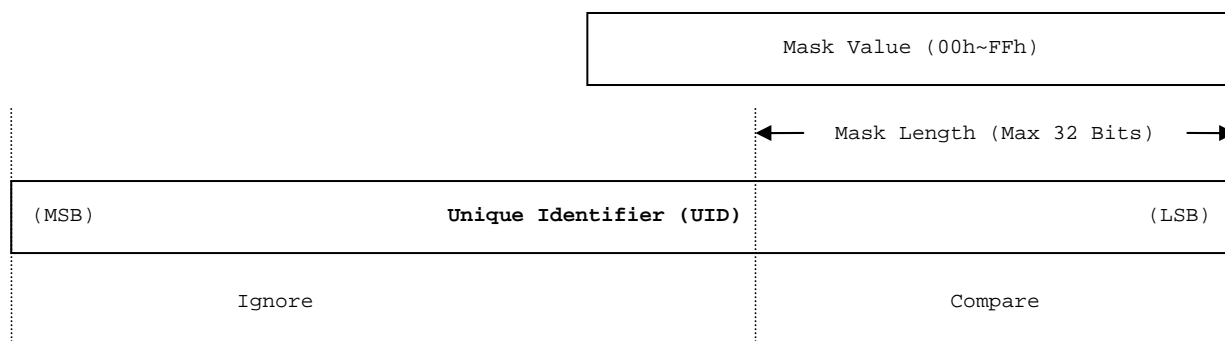 Mask Value (00h~FFh)
Mask Length (Max 32 Bits)
(MSB) Unique Identifier (UID) (LSB)
Ignore Compare